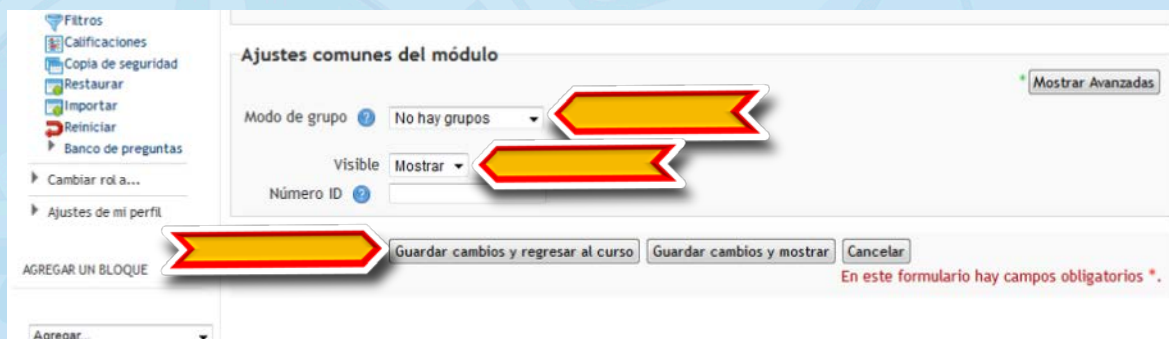 Filtros
Calificaciones
Copia de seguridad
Restaurar
Importar
Reiniciar
Banco de preguntas
Cambiar rol a...
Ajustes de mi perfil
AGREGAR UN BLOQUE
Agregar...
Ajustes comunes del módulo
* Mostrar Avanzadas
Modo de grupo ? No hay grupos
Visible Mostrar
Número ID ?
Guardar cambios y regresar al curso Guardar cambios y mostrar Cancelar
En este formulario hay campos obligatorios *.